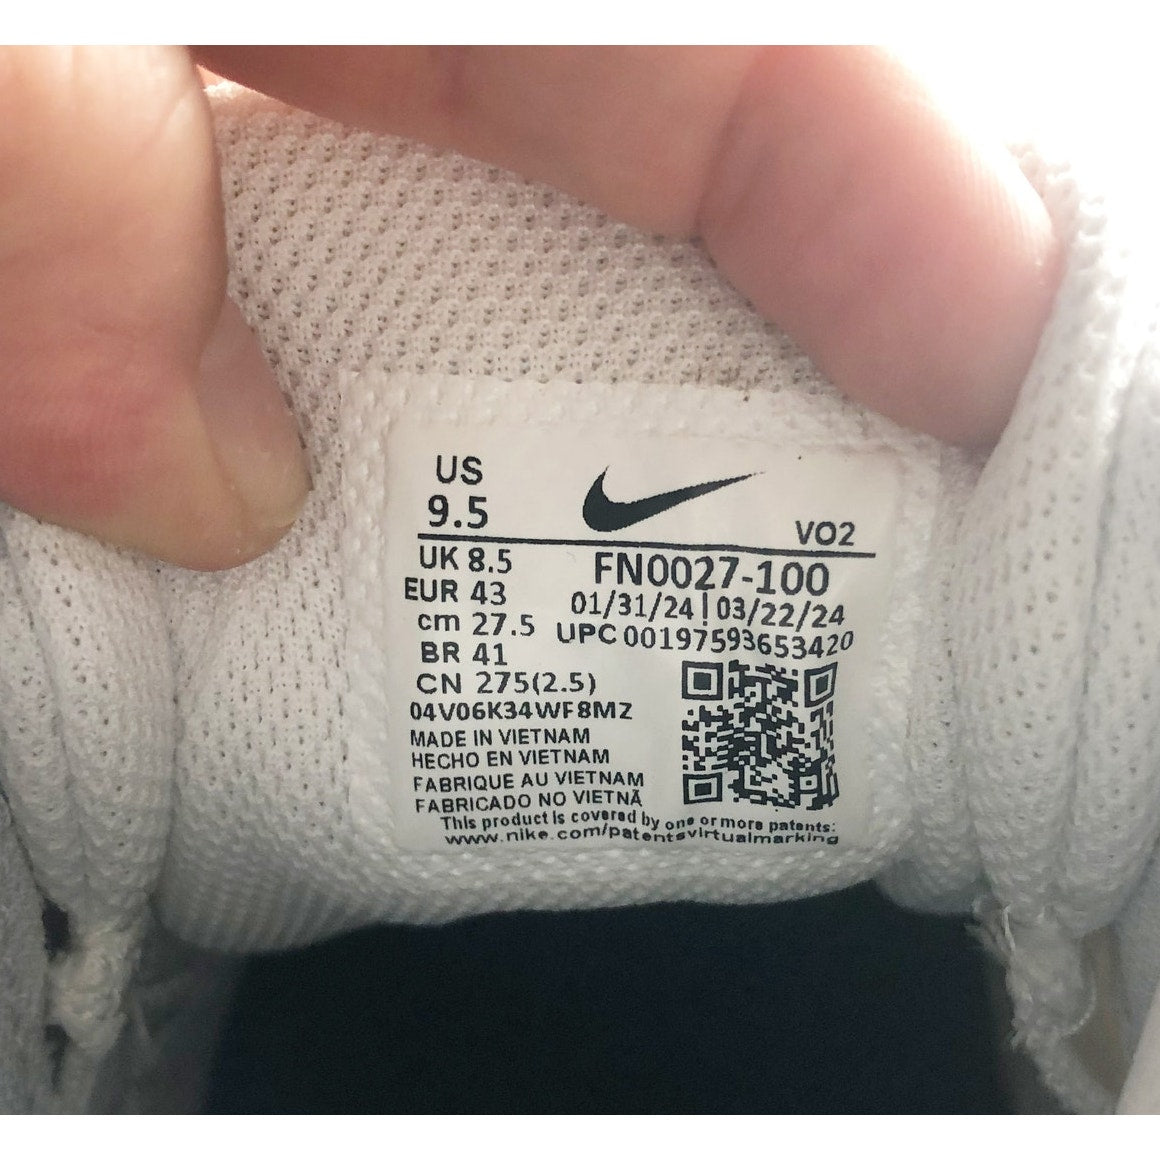 US
9.5
VO2
UK 8.5
FN0027-100
EUR 43
01/31/24 | 03/22/24
cm 27.5
UPC 00197593653420
BR 41
CN 275(2.5)
04V06K34WF8MZ
MADE IN VIETNAM
HECHO EN VIETNAM
FABRIQUE AU VIETNAM
FABRICADO NO VIETNÃ
This product is covered by one or more patents:
www.nike.com/patentsvirtualmarking